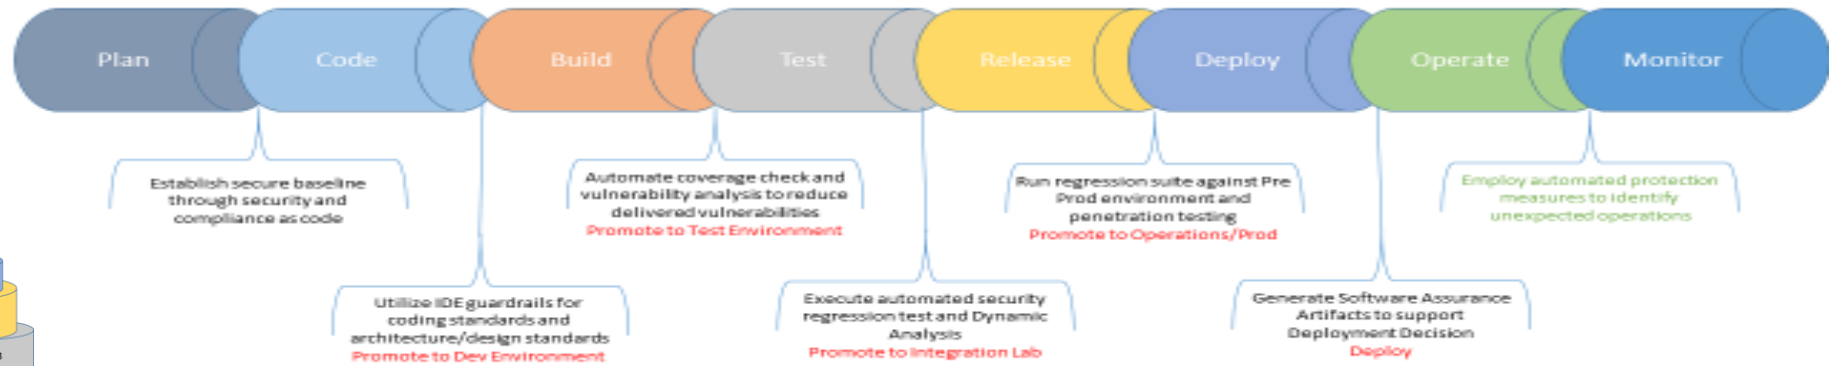 Plan
Code
Build
Test
Release
Deploy
Operate
Monitor
Establish secure baseline
through security and
compliance as code
Utilize IDE guardrails for
coding standards and
architecture/design standards
Promote to Dev Environment
Automate coverage check and
vulnerability analysis to reduce
delivered vulnerabilities
Promote to Test Environment
Execute automated security
regression test and Dynamic
Analysis
Promote to Integration Lab
Run regression suite against Pre
Prod environment and
penetration testing
Promote to Operations/Prod
Generate Software Assurance
Artifacts to support
Deployment Decision
Deploy
Employ automated protection
measures to identify
unexpected operations